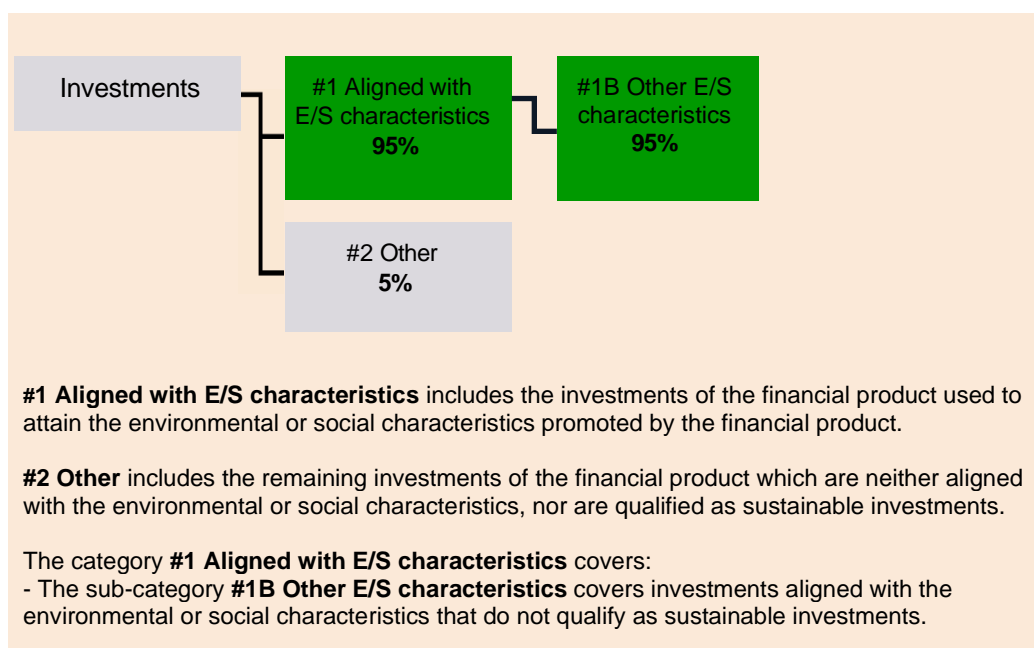 Investments
#1 Aligned with
E/S characteristics
95%
#1B Other E/S
characteristics
95%
#2 Other
5%
#1 Aligned with E/S characteristics includes the investments of the financial product used to
attain the environmental or social characteristics promoted by the financial product.
#2 Other includes the remaining investments of the financial product which are neither aligned
with the environmental or social characteristics, nor are qualified as sustainable investments.
The category #1 Aligned with E/S characteristics covers:
- The sub-category #1B Other E/S characteristics covers investments aligned with the
environmental or social characteristics that do not qualify as sustainable investments.